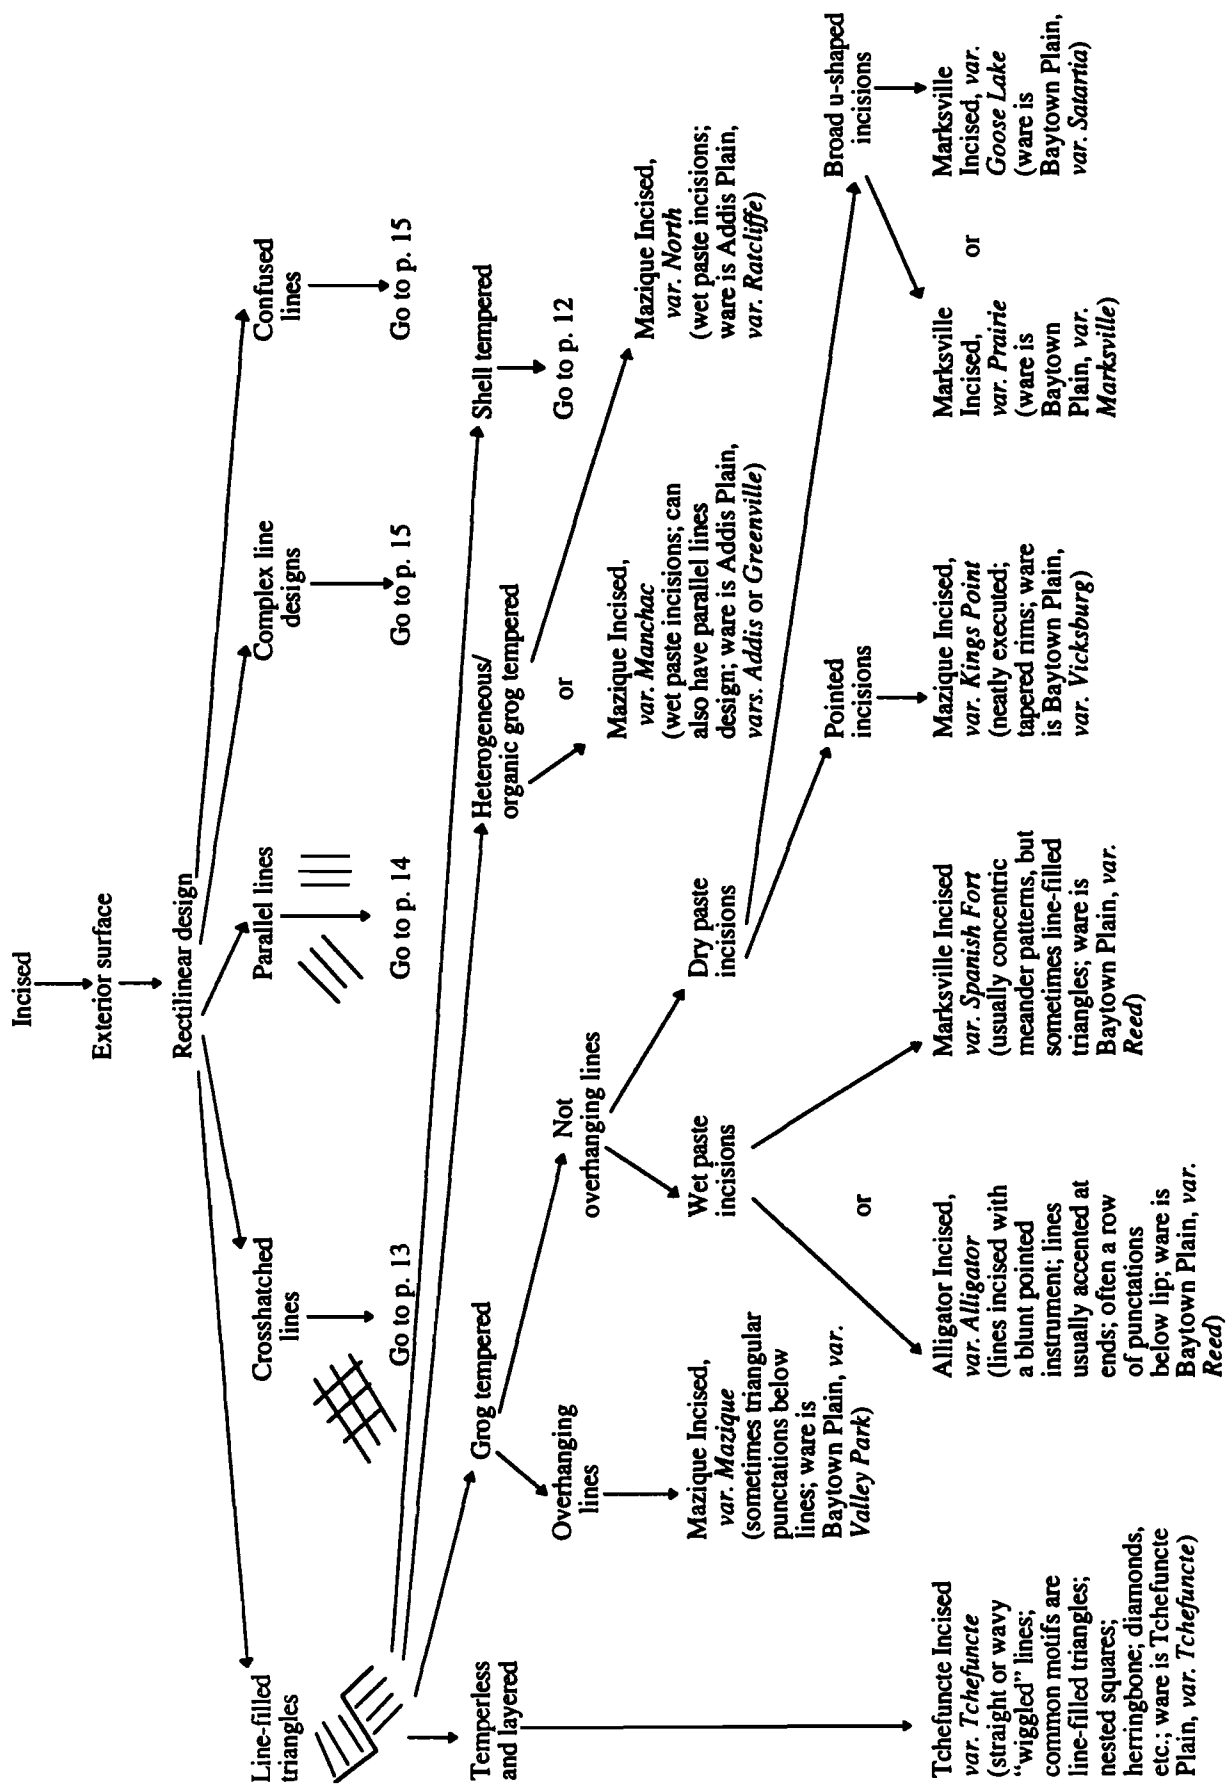 Incised
Exterior surface
Rectilinear design
Line-filled
triangles
Crosshatched
lines
Parallel lines
Complex line
designs
Confused
lines
Go to p. 13
Go to p. 14
Go to p. 15
Go to p. 15
Temperless
and layered
Grog tempered
Heterogeneous/
organic grog tempered
Shell tempered
Go to p. 12
Overhanging
lines
Not
overhanging lines
Mazique Incised,
var. Manchac
(wet paste incisions; can
also have parallel lines
design; ware is Addis Plain,
vars. Addis or Greenville)
or
Mazique Incised,
var. North
(wet paste incisions;
ware is Addis Plain,
var. Ratcliffe)
Mazique Incised,
var. Mazique
(sometimes triangular
punctations below
lines; ware is
Baytown Plain, var.
Valley Park)
Wet paste
incisions
Dry paste
incisions
Pointed
incisions
Broad u-shaped
incisions
Tchefuncte Incised
var. Tchefuncte
(straight or wavy
“wiggled” lines;
common motifs are
line-filled triangles;
nested squares;
herringbone; diamonds,
etc.; ware is Tchefuncte
Plain, var. Tchefuncte)
Alligator Incised,
var. Alligator
(lines incised with
a blunt pointed
instrument; lines
usually accented at
ends; often a row
of punctations
below lip; ware is
Baytown Plain, var.
Reed)
or
Marksville Incised
var. Spanish Fort
(usually concentric
meander patterns, but
sometimes line-filled
triangles; ware is
Baytown Plain, var.
Reed)
Mazique Incised,
var. Kings Point
(neatly executed;
tapered rims; ware
is Baytown Plain,
var. Vicksburg)
Marksville
Incised,
var. Prairie
(ware is
Baytown
Plain, var.
Marksville)
or
Marksville
Incised, var.
Goose Lake
(ware is
Baytown Plain,
var. Satartia)